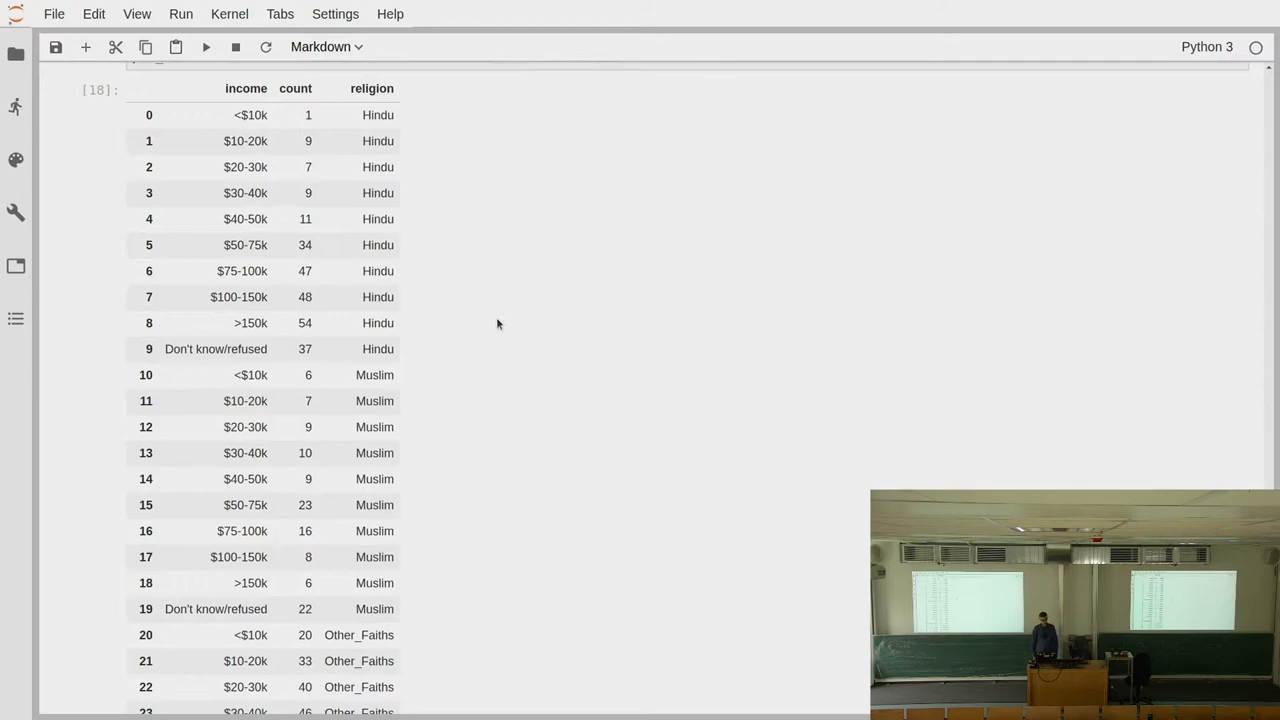 File Edit View Run Kernel Tabs Settings Help
Markdown Python 3
[18]: income count religion
0 <$10k 1 Hindu
1 $10-20k 9 Hindu
2 $20-30k 7 Hindu
3 $30-40k 9 Hindu
4 $40-50k 11 Hindu
5 $50-75k 34 Hindu
6 $75-100k 47 Hindu
7 $100-150k 48 Hindu
8 >150k 54 Hindu
9 Don't know/refused 37 Hindu
10 <$10k 6 Muslim
11 $10-20k 7 Muslim
12 $20-30k 9 Muslim
13 $30-40k 10 Muslim
14 $40-50k 9 Muslim
15 $50-75k 23 Muslim
16 $75-100k 16 Muslim
17 $100-150k 8 Muslim
18 >150k 6 Muslim
19 Don't know/refused 22 Muslim
20 <$10k 20 Other_Faiths
21 $10-20k 33 Other_Faiths
22 $20-30k 40 Other_Faiths
23 $30-40k 46 Other_Faiths